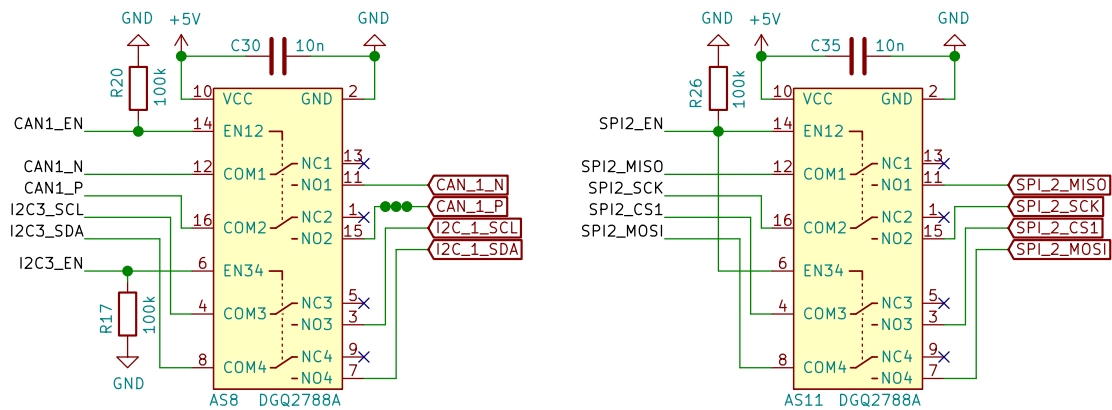 GND
+5V
GND
C30
10n
R20
100k
10
VCC
GND
2
CAN1_EN
14
EN12
CAN1_N
12
COM1
NC1
13
NO1
11
CAN_1_N
CAN1_P
16
COM2
NC2
1
NO2
15
CAN_1_P
I2C3_SCL
I2C_1_SCL
I2C3_SDA
I2C_1_SDA
I2C3_EN
6
EN34
R17
100k
GND
4
COM3
NC3
5
NO3
3
8
COM4
NC4
9
NO4
7
AS8
DGQ2788A
GND
+5V
GND
C35
10n
R26
100k
10
VCC
GND
2
SPI2_EN
14
EN12
SPI2_MISO
12
COM1
NC1
13
NO1
11
SPI_2_MISO
SPI2_SCK
16
COM2
NC2
1
NO2
15
SPI_2_SCK
SPI2_CS1
SPI_2_CS1
SPI2_MOSI
SPI_2_MOSI
6
EN34
4
COM3
NC3
5
NO3
3
8
COM4
NC4
9
NO4
7
AS11
DGQ2788A